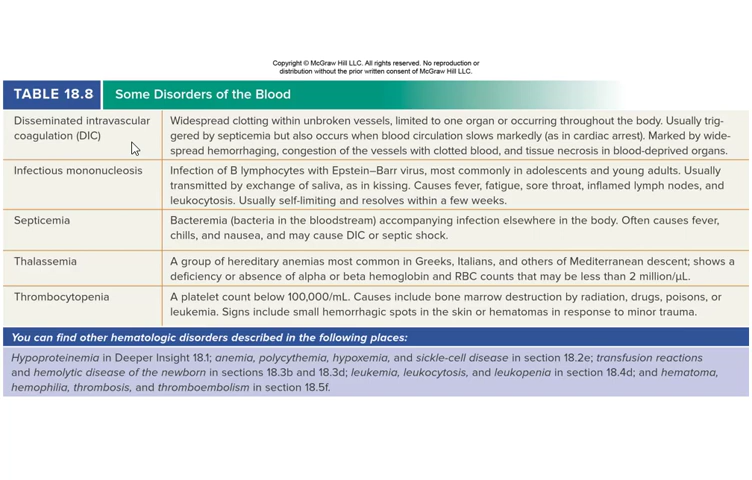 Copyright © McGraw Hill LLC. All rights reserved. No reproduction or
distribution without the prior written consent of McGraw Hill LLC.
TABLE 18.8 Some Disorders of the Blood
Disseminated intravascular
coagulation (DIC)
Widespread clotting within unbroken vessels, limited to one organ or occurring throughout the body. Usually trig-
gered by septicemia but also occurs when blood circulation slows markedly (as in cardiac arrest). Marked by wide-
spread hemorrhaging, congestion of the vessels with clotted blood, and tissue necrosis in blood-deprived organs.
Infectious mononucleosis
Infection of B lymphocytes with Epstein–Barr virus, most commonly in adolescents and young adults. Usually
transmitted by exchange of saliva, as in kissing. Causes fever, fatigue, sore throat, inflamed lymph nodes, and
leukocytosis. Usually self-limiting and resolves within a few weeks.
Septicemia
Bacteremia (bacteria in the bloodstream) accompanying infection elsewhere in the body. Often causes fever,
chills, and nausea, and may cause DIC or septic shock.
Thalassemia
A group of hereditary anemias most common in Greeks, Italians, and others of Mediterranean descent; shows a
deficiency or absence of alpha or beta hemoglobin and RBC counts that may be less than 2 million/µL.
Thrombocytopenia
A platelet count below 100,000/mL. Causes include bone marrow destruction by radiation, drugs, poisons, or
leukemia. Signs include small hemorrhagic spots in the skin or hematomas in response to minor trauma.
You can find other hematologic disorders described in the following places:
Hypoproteinemia in Deeper Insight 18.1; anemia, polycythemia, hypoxemia, and sickle-cell disease in section 18.2e; transfusion reactions
and hemolytic disease of the newborn in sections 18.3b and 18.3d; leukemia, leukocytosis, and leukopenia in section 18.4d; and hematoma,
hemophilia, thrombosis, and thromboembolism in section 18.5f.